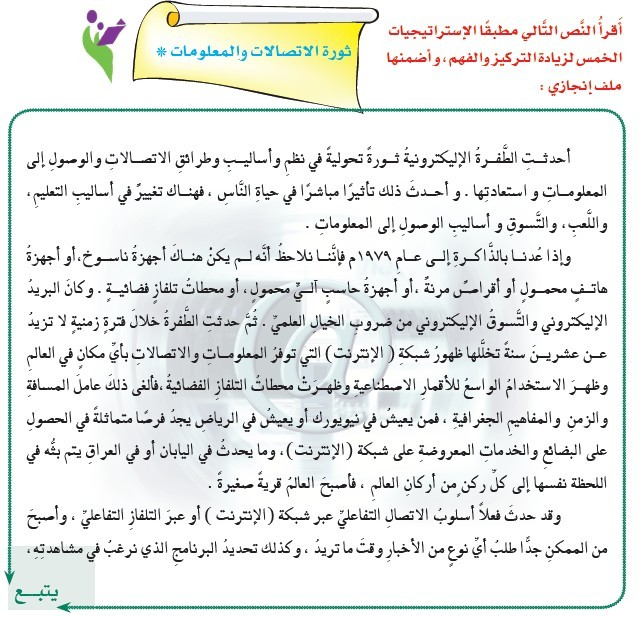 أَقرأُ النَّص التَّالي مطبقًا الإستراتيجيات
الخمس لزيادة التركيز والفهم ، و أضمنها
ملف إنجازي :
ثورة الاتصالات والمعلومات *
أحدثتِ الطَّفرةُ الإليكترونيةُ ثـورةً تحوليةً في نظمِ وأساليبِ وطرائقِ الاتصـالاتِ والوصولِ إلى
المعلومـاتِ و استعادتِها . و أحـدثَ ذلك تأثيرًا مباشرًا في حياةِ النَّاسِ ، فهنـاك تغييرٌ في أساليبِ التعليمِ،
واللَّعبِ ، والتَّسوقِ و أساليبِ الوصولِ إلى المعلوماتِ .
وإذا عُدنـا بالذَّاكرةِ إلـى عـامِ ١٩٧٩م فإنَّنـا نلاحظُ أنَّه لـم يكنْ هنـاكَ أجهزةُ ناسـوخ، أو أجهزةُ
هاتـفٍ محمـولٍ أو أقراصٌ مرنةٌ ، أو أجهزةُ حاسبٍ آلـيٍّ محمولٍ ، أو محطاتُ تلفازٍ فضائيـةٍ . وكانَ البريدُ
الإليكتروني والتَّسوقُ الإليكتروني من ضروبِ الخيالِ العلميِّ . ثُمَّ حدثتِ الطَّفرةُ خلالَ فترةٍ زمنيةٍ لا تزيدُ
عـن عشريـنَ سنةً تخلَّلها ظهورُ شبكةِ ( الإنترنت) التي توفرُ المعلومـاتِ والاتصالاتِ بأيِّ مكانٍ في العالمِ
وظهـرَ الاستخدامُ الواسعُ للأقمـارِ الاصطناعيةِ وظهـرتْ محطاتُ التلفازِ الفضائيةُ ،فألغى ذلكَ عاملَ المسافةِ
والزمنِ والمفاهيمِ الجغرافيةِ ، فمن يعيشُ في نيويورك أو يعيشُ في الرياضِ يجدُ فرصًا متماثلةً في الحصولِ
على البضائعِ والخدماتِ المعروضةِ على شبكةِ (الإنترنت) ، وما يحدثُ في اليابانِ أو في العراقِ يتم بثُّه في
اللحظةِ نفسِها إلى كلِّ ركنٍ من أركانِ العالمِ ، فأصبحَ العالمُ قريةً صغيرةً .
وقد حدثَ فعلاً أسلوبُ الاتصالِ التفاعليِّ عبر شبكةِ (الإنترنت ) أو عبرَ التلفازِ التفاعليِّ ، وأصبحَ
من الممكنِ جدًّا طلبُ أيِّ نوعٍ من الأخبارِ وقتَ ما تريدُ ، وكذلك تحديدُ البرنامجِ الذي نرغبُ في مشاهدتِهِ ،
يتبـع